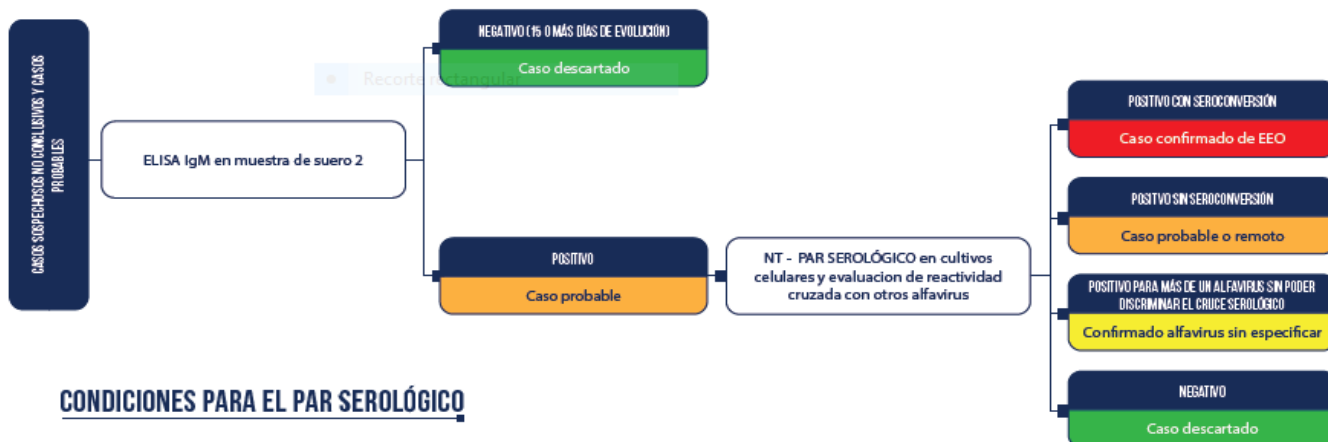 CASOS SOSPECHOSOS NO CONCLUSIVOS Y CASOS
PROBABLES
ELISA IgM en muestra de suero 2
NEGATIVO (15 O MÁS DÍAS DE EVOLUCIÓN)
Caso descartado
Recorte rectangular
POSITIVO
Caso probable
NT - PAR SEROLÓGICO en cultivos
celulares y evaluacion de reactividad
cruzada con otros alfavirus
POSITIVO CON SEROCONVERSIÓN
Caso confirmado de EEO
POSITVO SIN SEROCONVERSIÓN
Caso probable o remoto
POSITIVO PARA MÁS DE UN ALFAVIRUS SIN PODER
DISCRIMINAR EL CRUCE SEROLÓGICO
Confirmado alfavirus sin especificar
NEGATIVO
Caso descartado
CONDICIONES PARA EL PAR SEROLÓGICO